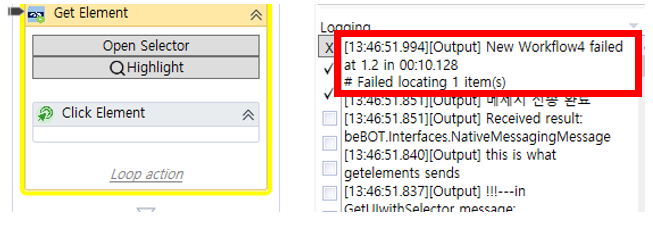 Get Element
Open Selector
Highlight
Click Element
Loop action
Logging
[13:46:51.994][Output] New Workflow4 failed
at 1.2 in 00:10.128
# Failed locating 1 item(s)
[13:46:51.851][Output] 메세지 전송 완료
[13:46:51.851][Output] Received result:
beBOT.Interfaces.NativeMessagingMessage
[13:46:51.840][Output] this is what
getelements sends
[13:46:51.837][Output] !!!---in
GetUIwithSelector message: